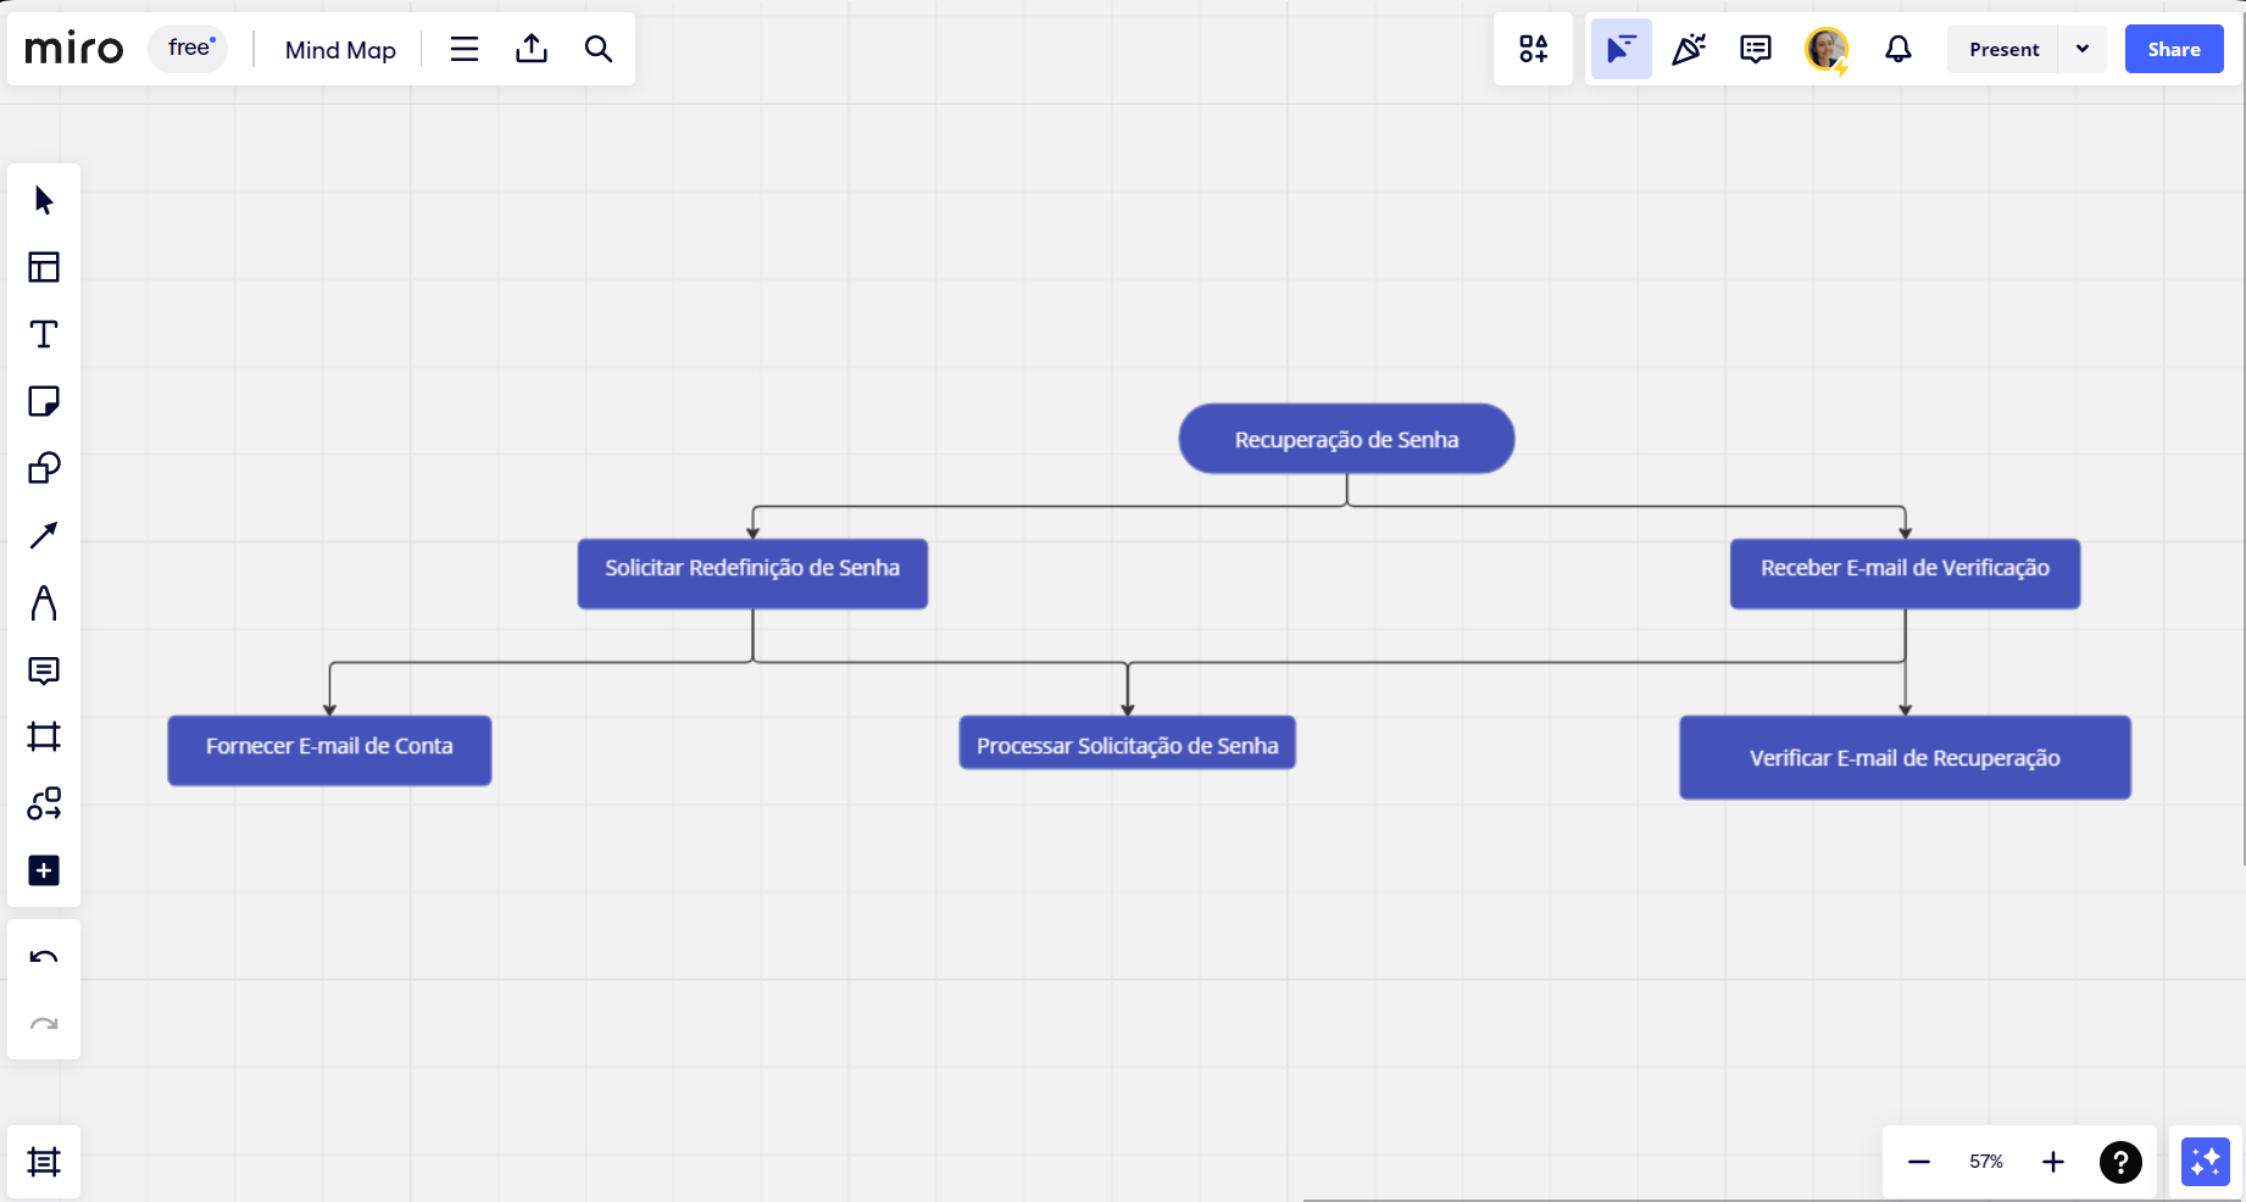 miro free Mind Map Present Share
Recuperação de Senha
Solicitar Redefinição de Senha Receber E-mail de Verificação
Fornecer E-mail de Conta Processar Solicitação de Senha Verificar E-mail de Recuperação
57% ?